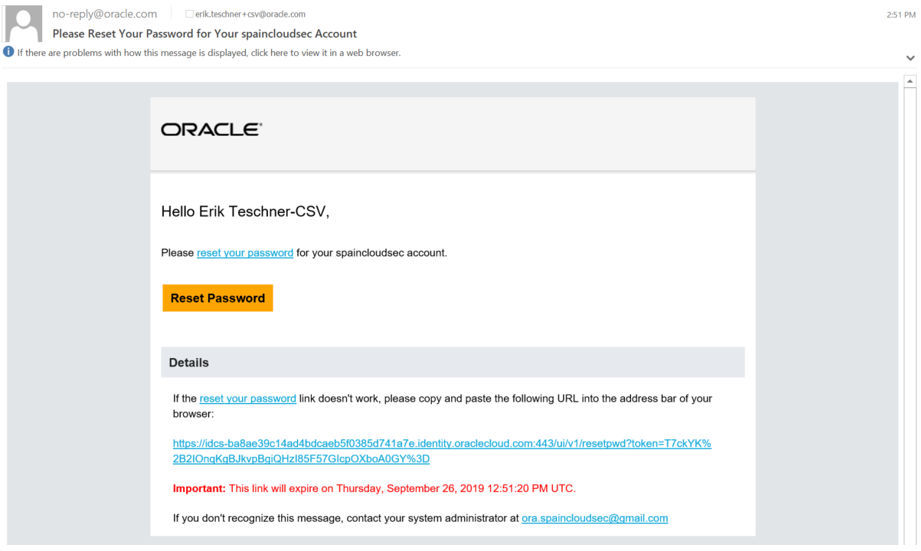 no-reply@oracle.com erik.teschner+csv@oracle.com 2:51 PM
Please Reset Your Password for Your spaincloudsec Account
If there are problems with how this message is displayed, click here to view it in a web browser.
ORACLE
Hello Erik Teschner-CSV,
Please reset your password for your spaincloudsec account.
Reset Password
Details
If the reset your password link doesn't work, please copy and paste the following URL into the address bar of your
browser:
https://idcs-ba8ae39c14ad4bdcaeb5f0385d741a7e.identity.oraclecloud.com:443/ui/v1/resetpwd?token=T7ckYK%
2B2IOnqKgBJkvpBgiQHzI85F57GIcpOXboA0GY%3D
Important: This link will expire on Thursday, September 26, 2019 12:51:20 PM UTC.
If you don't recognize this message, contact your system administrator at ora.spaincloudsec@gmail.com